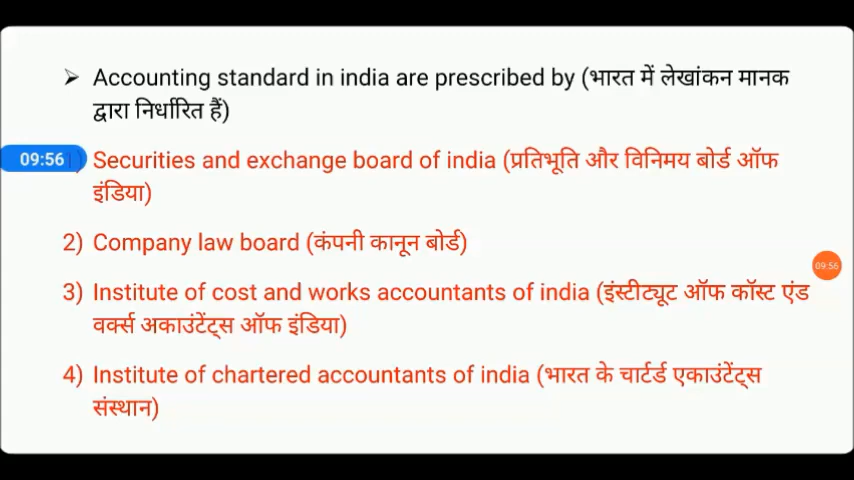 ➢ Accounting standard in india are prescribed by (भारत में लेखांकन मानक
द्वारा निर्धारित हैं)
09:56 ) Securities and exchange board of india (प्रतिभूति और विनिमय बोर्ड ऑफ
इंडिया)
2) Company law board (कंपनी कानून बोर्ड)
09:56
3) Institute of cost and works accountants of india (इंस्टीट्यूट ऑफ कॉस्ट एंड
वर्क्स अकाउंटेंट्स ऑफ इंडिया)
4) Institute of chartered accountants of india (भारत के चार्टर्ड एकाउंटेंट्स
संस्थान)